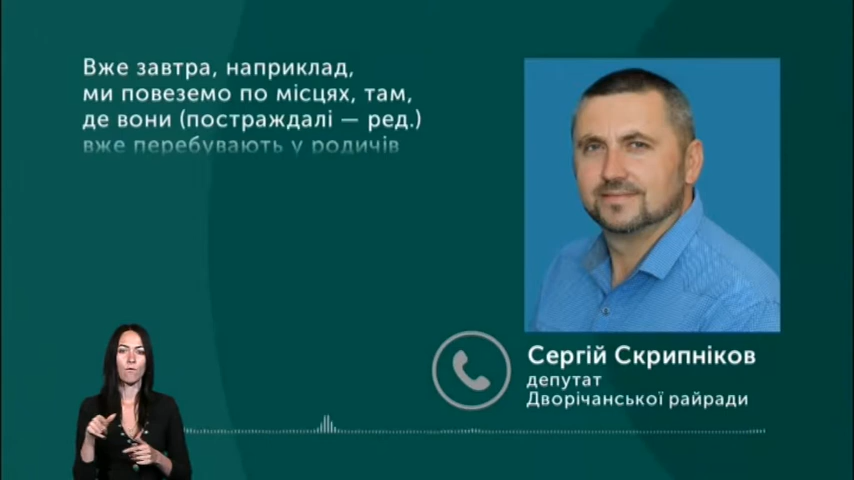 Вже завтра, наприклад,
ми повеземо по місцях, там,
де вони (постраждалі — ред.)
вже перебувають у родичів
Сергій Скрипніков
депутат
Дворічанської райради